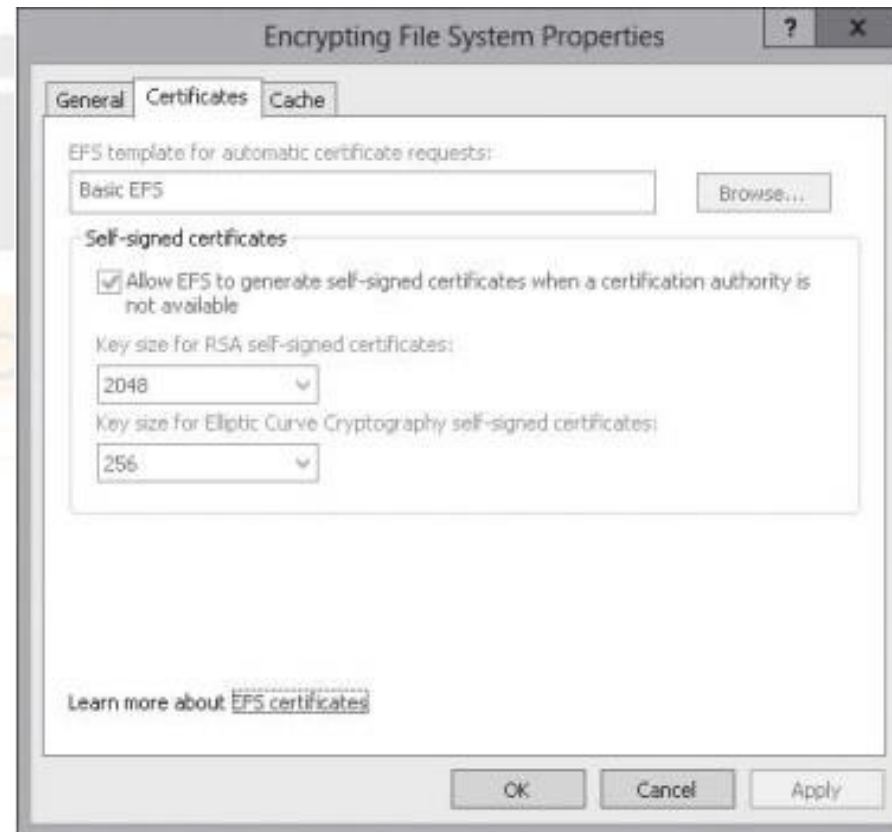 Encrypting File System Properties
?
x
General
Certificates
Cache
EFS template for automatic certificate requests:
Basic EFS
Browse...
Self-signed certificates
Allow EFS to generate self-signed certificates when a certification authority is
not available
Key size for RSA self-signed certificates:
2048
Key size for Elliptic Curve Cryptography self-signed certificates:
256
Learn more about EFS certificates
OK
Cancel
Apply